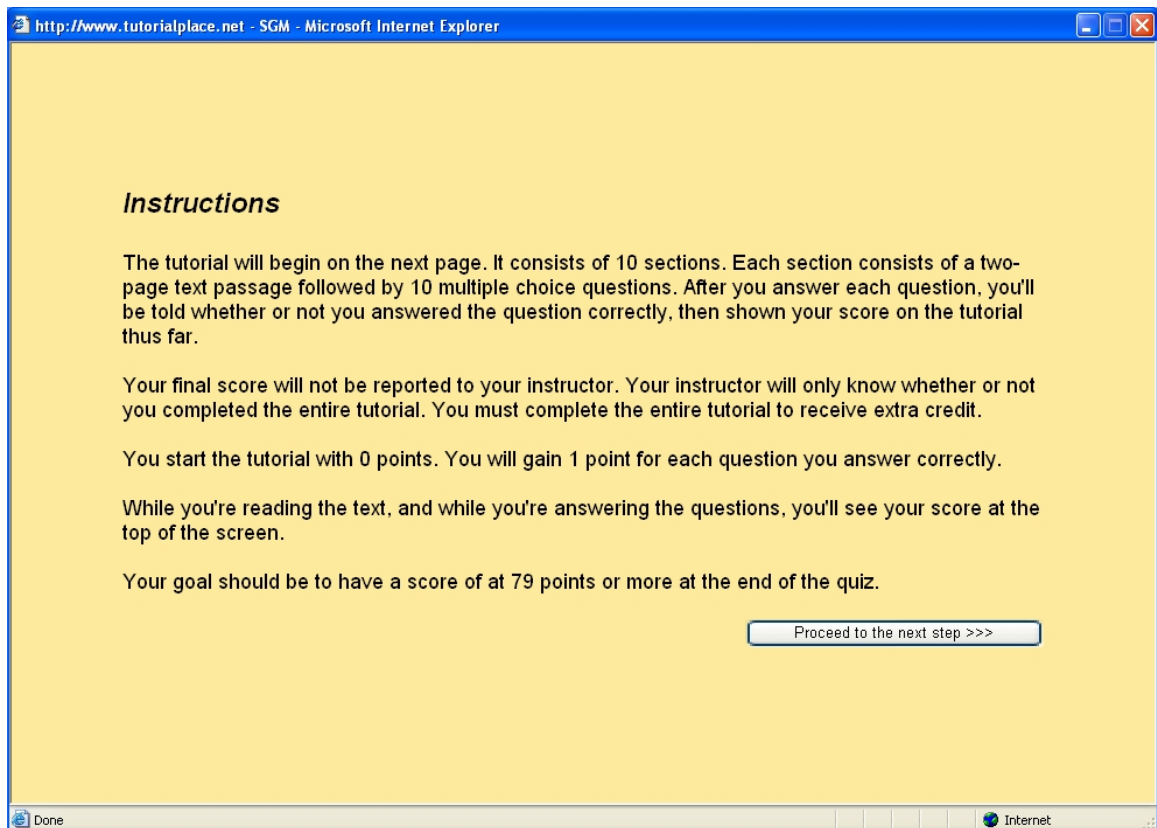 http://www.tutorialplace.net - SGM - Microsoft Internet Explorer
Instructions
The tutorial will begin on the next page. It consists of 10 sections. Each section consists of a two-
page text passage followed by 10 multiple choice questions. After you answer each question, you'll
be told whether or not you answered the question correctly, then shown your score on the tutorial
thus far.
Your final score will not be reported to your instructor. Your instructor will only know whether or not
you completed the entire tutorial. You must complete the entire tutorial to receive extra credit.
You start the tutorial with 0 points. You will gain 1 point for each question you answer correctly.
While you're reading the text, and while you're answering the questions, you'll see your score at the
top of the screen.
Your goal should be to have a score of at 79 points or more at the end of the quiz.
Proceed to the next step >>>
Done
Internet